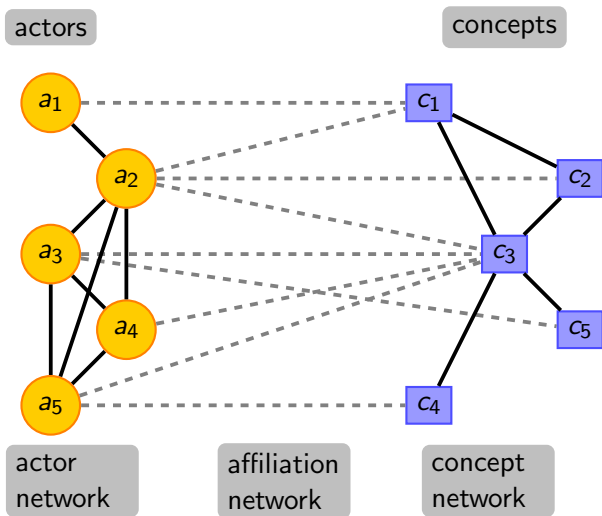 actors
concepts
a1
c1
a2
c2
a3
c3
a4
c5
a5
c4
actor
network
affiliation
network
concept
network